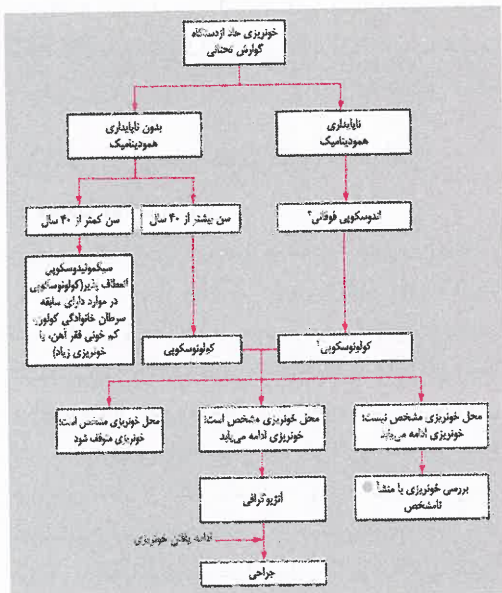 خونریزی حاد ازدستگاه
گوارش تحتانی
ناپایداری
همودینامیک
بدون ناپایداری
همودینامیک
اندوسکوپی فوقانی؟
سن بیشتر از ۴۰ سال
سن کمتر از ۴۰ سال
سیگموئیدوسکوپی
انعطاف پذیر(کولونوسکوپی
در موارد دارای سابقه
سرطان خانوادگی کولون،
کم خونی فقر آهن، یا
خونریزی زیاد)
کولونوسکوپی؟
کولونوسکوپی
محل خونریزی مشخص نیست؛
خونریزی ادامه می‌یابد
محل خونریزی مشخص است؛
خونریزی ادامه می‌یابد
محل خونریزی مشخص است؛
خونریزی متوقف شود
بررسی خونریزی با منشأ
نامشخص
آنژیوگرافی
ادامه یافتن خونریزی
جراحی